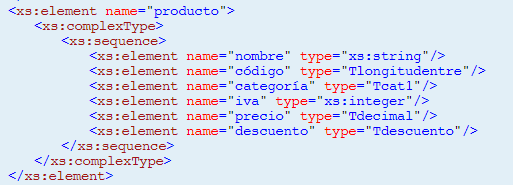 <xs:element name="producto">
<xs:complexType>
<xs:sequence>
<xs:element name="nombre" type="xs:string"/>
<xs:element name="código" type="Tlongitudentre"/>
<xs:element name="categoría" type="Tcat1"/>
<xs:element name="iva" type="xs:integer"/>
<xs:element name="precio" type="Tdecimal"/>
<xs:element name="descuento" type="Tdescuento"/>
</xs:sequence>
</xs:complexType>
</xs:element>